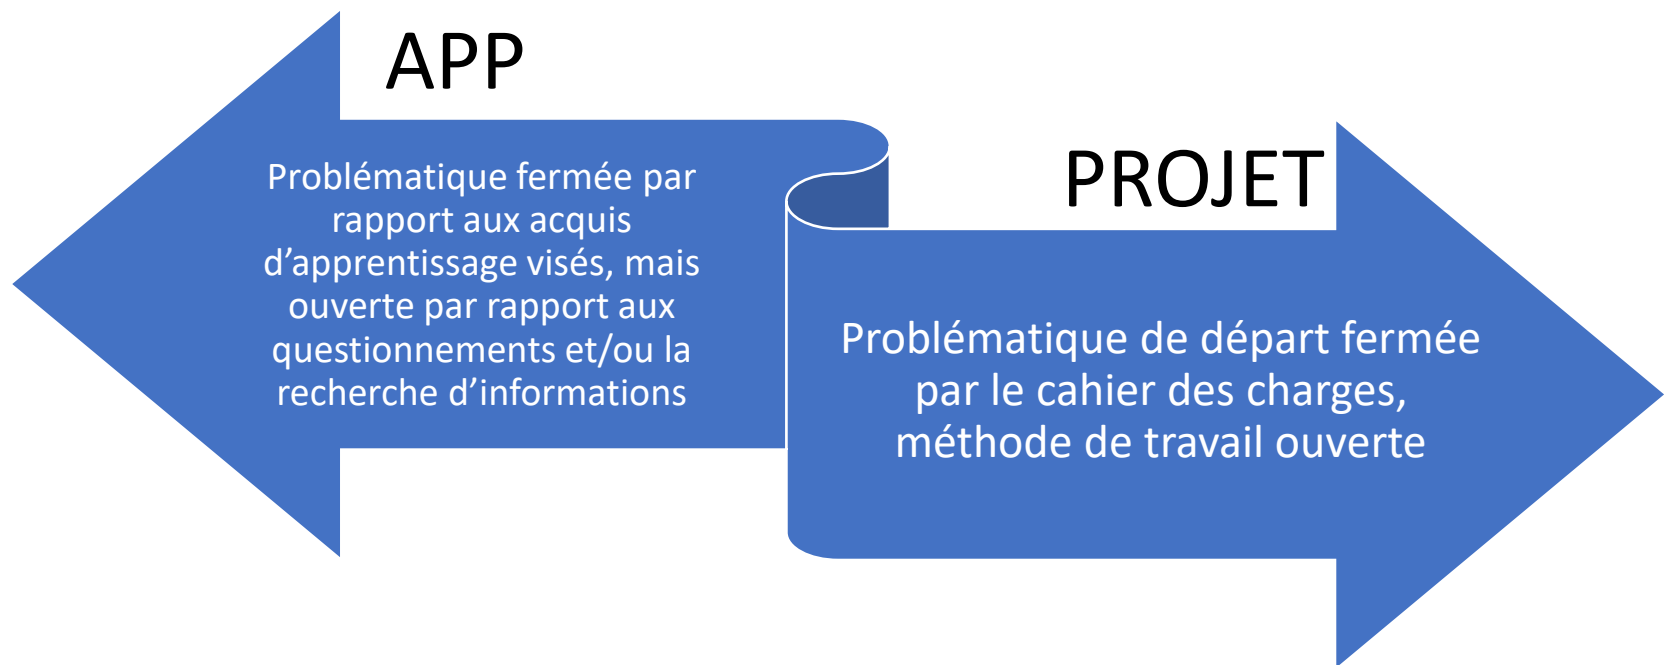 APP
Problématique fermée par
rapport aux acquis
d’apprentissage visés, mais
ouverte par rapport aux
questionnements et/ou la
recherche d’informations
PROJET
Problématique de départ fermée
par le cahier des charges,
méthode de travail ouverte